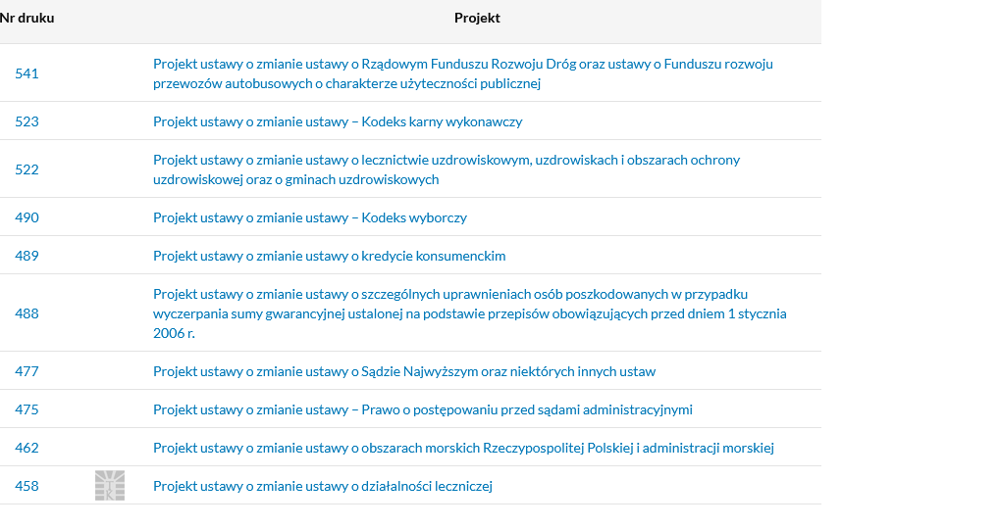 Nr druku Projekt
541
Projekt ustawy o zmianie ustawy o Rządowym Funduszu Rozwoju Dróg oraz ustawy o Funduszu rozwoju
przewozów autobusowych o charakterze użyteczności publicznej
523 Projekt ustawy o zmianie ustawy – Kodeks karny wykonawczy
522
Projekt ustawy o zmianie ustawy o lecznictwie uzdrowiskowym, uzdrowiskach i obszarach ochrony
uzdrowiskowej oraz o gminach uzdrowiskowych
490 Projekt ustawy o zmianie ustawy – Kodeks wyborczy
489 Projekt ustawy o zmianie ustawy o kredycie konsumenckim
488
Projekt ustawy o zmianie ustawy o szczególnych uprawnieniach osób poszkodowanych w przypadku
wyczerpania sumy gwarancyjnej ustalonej na podstawie przepisów obowiązujących przed dniem 1 stycznia
2006 r.
477 Projekt ustawy o zmianie ustawy o Sądzie Najwyższym oraz niektórych innych ustaw
475 Projekt ustawy o zmianie ustawy – Prawo o postępowaniu przed sądami administracyjnymi
462 Projekt ustawy o zmianie ustawy o obszarach morskich Rzeczypospolitej Polskiej i administracji morskiej
458 Projekt ustawy o zmianie ustawy o działalności leczniczej